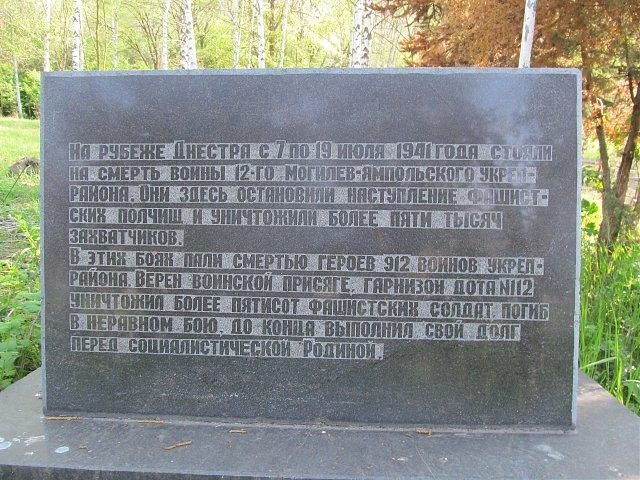 На рубеже Днестра с 7 по 19 июля 1941 года стояли
на смерть воины 12-го Могилев-Ямпольского укреп-
района. Они здесь остановили наступление фашист-
ских полчищ и уничтожили более пяти тысяч
захватчиков.
В этих боях пали смертью героев 912 воинов укреп-
района. Верен воинской присяге, гарнизон дота №112
уничтожил более пятисот фашистских солдат, погиб
в неравном бою, до конца выполнил свой долг
перед социалистической Родиной.